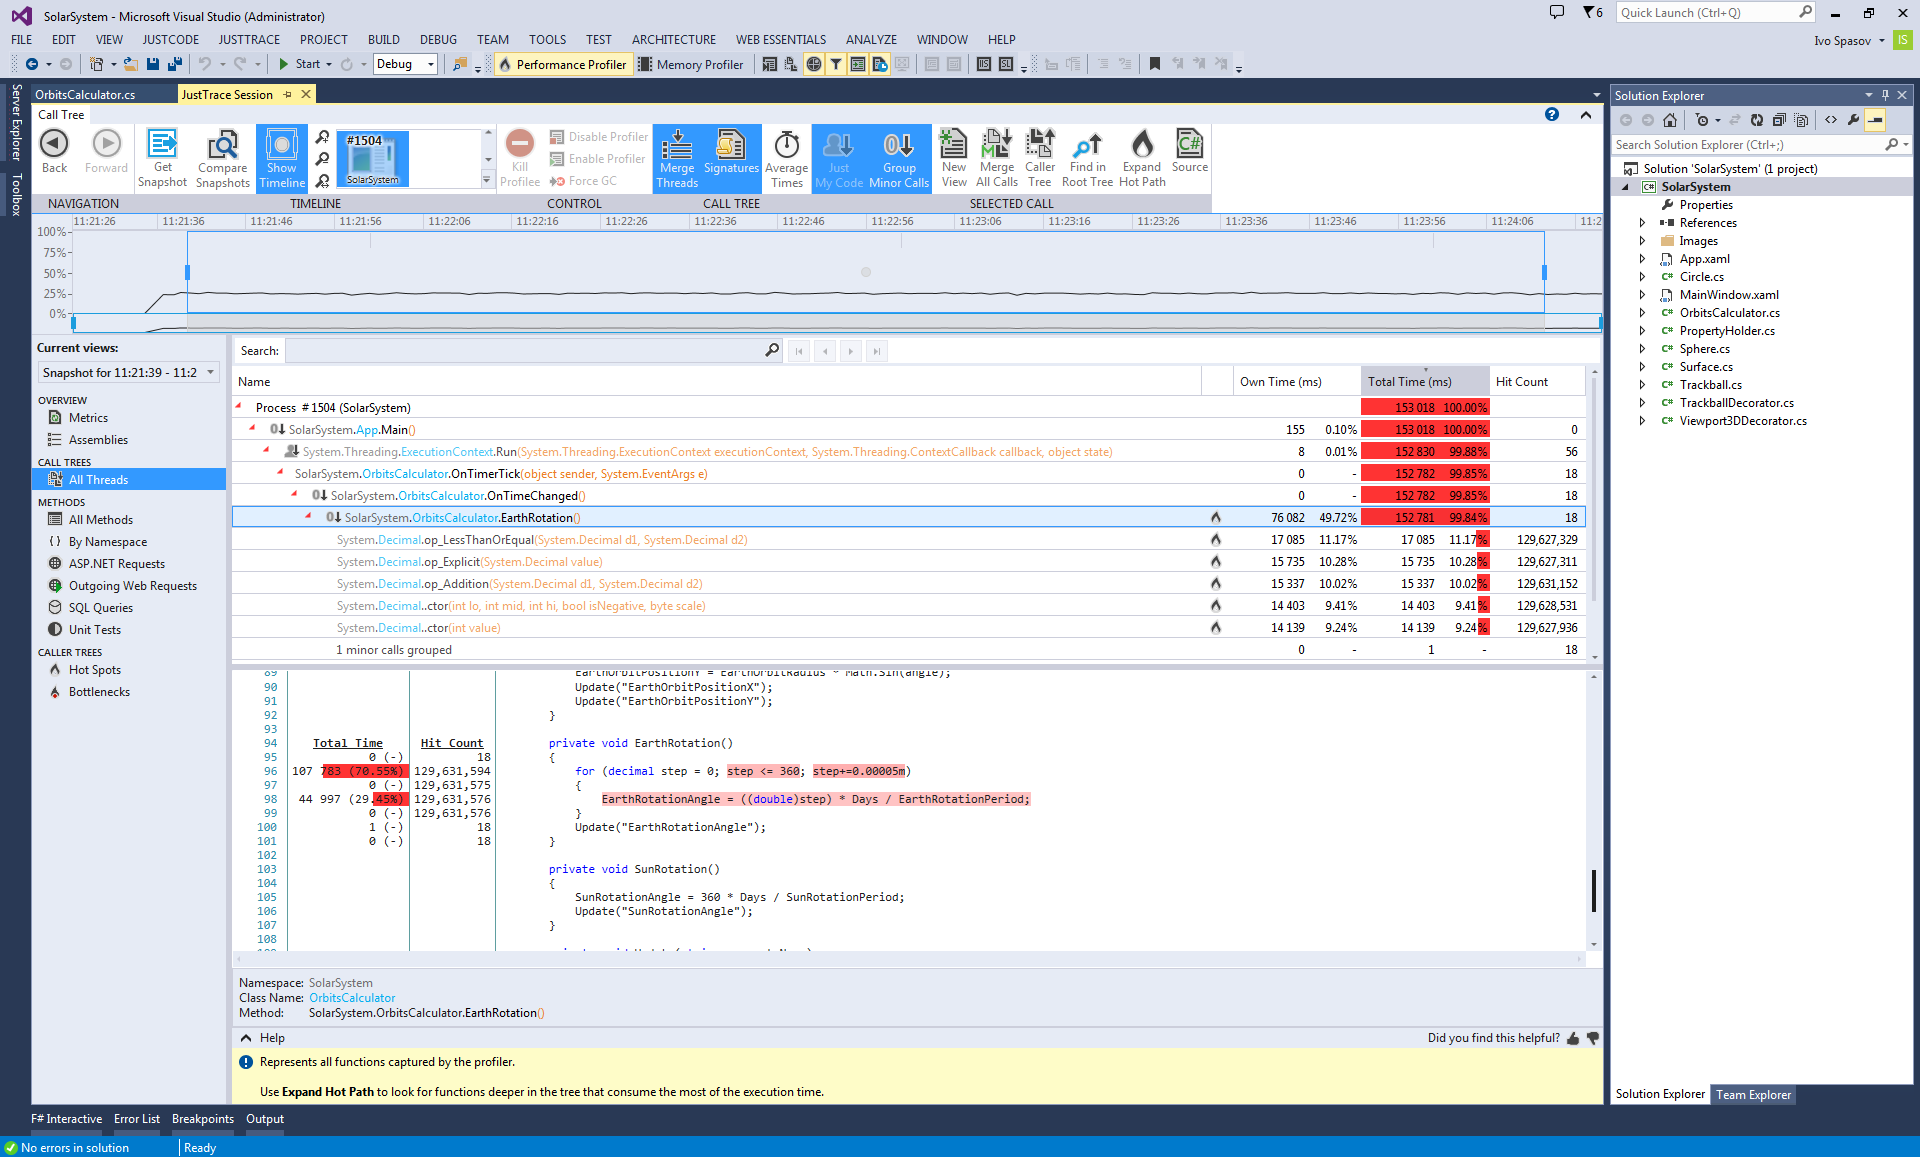 SolarSystem - Microsoft Visual Studio (Administrator)
6
Quick Launch (Ctrl+Q)
FILE EDIT VIEW JUSTCODE JUSTTRACE PROJECT BUILD DEBUG TEAM TOOLS TEST ARCHITECTURE WEB ESSENTIALS ANALYZE WINDOW HELP
Ivo Spasov IS
Start Debug Performance Profiler Memory Profiler
Server Explorer
Toolbox
OrbitsCalculator.cs JustTrace Session
Call Tree
Back Forward
Get Snapshot
Compare Snapshots
Show Timeline
#1504
SolarSystem
Kill Profilee
Disable Profiler
Enable Profiler
Force GC
Merge Threads
Signatures
Average Times
Just My Code
Group Minor Calls
New View
Merge All Calls
Caller Tree
Find in Root Tree
Expand Hot Path
Source
NAVIGATION TIMELINE CONTROL CALL TREE SELECTED CALL
11:21:26 11:21:36 11:21:46 11:21:56 11:22:06 11:22:16 11:22:26 11:22:36 11:22:46 11:22:56 11:23:06 11:23:16 11:23:26 11:23:36 11:23:46 11:23:56 11:24:06 11:2
100%
75%
50%
25%
0%
Current views:
Snapshot for 11:21:39 - 11:2
OVERVIEW
Metrics
Assemblies
CALL TREES
All Threads
METHODS
All Methods
By Namespace
ASP.NET Requests
Outgoing Web Requests
SQL Queries
Unit Tests
CALLER TREES
Hot Spots
Bottlenecks
Search:
Name Own Time (ms) Total Time (ms) Hit Count
Process #1504 (SolarSystem) 153 018 100.00%
SolarSystem.App.Main() 155 0.10% 153 018 100.00% 0
System.Threading.ExecutionContext.Run(System.Threading.ExecutionContext executionContext, System.Threading.ContextCallback callback, object state) 8 0.01% 152 830 99.88% 56
SolarSystem.OrbitsCalculator.OnTimerTick(object sender, System.EventArgs e) 0 - 152 782 99.85% 18
SolarSystem.OrbitsCalculator.OnTimeChanged() 0 - 152 782 99.85% 18
SolarSystem.OrbitsCalculator.EarthRotation() 76 082 49.72% 152 781 99.84% 18
System.Decimal.op_LessThanOrEqual(System.Decimal d1, System.Decimal d2) 17 085 11.17% 17 085 11.17% 129,627,329
System.Decimal.op_Explicit(System.Decimal value) 15 735 10.28% 15 735 10.28% 129,627,311
System.Decimal.op_Addition(System.Decimal d1, System.Decimal d2) 15 337 10.02% 15 337 10.02% 129,631,152
System.Decimal..ctor(int lo, int mid, int hi, bool isNegative, byte scale) 14 403 9.41% 14 403 9.41% 129,628,531
System.Decimal..ctor(int value) 14 139 9.24% 14 139 9.24% 129,627,936
1 minor calls grouped 0 - 1 - 18
89 EarthOrbitPositionY = EarthOrbitRadius * Math.Sin(angle);
90 Update("EarthOrbitPositionX");
91 Update("EarthOrbitPositionY");
92 }
93
94 Total Time Hit Count private void EarthRotation()
95 0 (-) 18 {
96 107 783 (70.55%) 129,631,594 for (decimal step = 0; step <= 360; step+=0.00005m)
97 0 (-) 129,631,575 {
98 44 997 (29.45%) 129,631,576 EarthRotationAngle = ((double)step) * Days / EarthRotationPeriod;
99 0 (-) 129,631,576 }
100 1 (-) 18 Update("EarthRotationAngle");
101 0 (-) 18 }
102
103 private void SunRotation()
104 {
105 SunRotationAngle = 360 * Days / SunRotationPeriod;
106 Update("SunRotationAngle");
107 }
108
Namespace: SolarSystem
Class Name: OrbitsCalculator
Method: SolarSystem.OrbitsCalculator.EarthRotation()
Help Did you find this helpful?
Represents all functions captured by the profiler.
Use Expand Hot Path to look for functions deeper in the tree that consume the most of the execution time.
Solution Explorer
Search Solution Explorer (Ctrl+;)
Solution 'SolarSystem' (1 project)
SolarSystem
Properties
References
Images
App.xaml
Circle.cs
MainWindow.xaml
OrbitsCalculator.cs
PropertyHolder.cs
Sphere.cs
Surface.cs
Trackball.cs
TrackballDecorator.cs
Viewport3DDecorator.cs
Solution Explorer Team Explorer
F# Interactive Error List Breakpoints Output
No errors in solution Ready